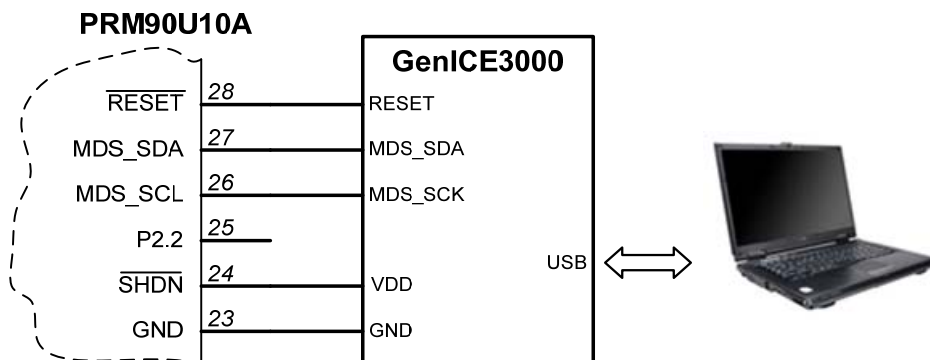 PRM90U10A
GenICE3000
RESET 28 RESET
MDS_SDA 27 MDS_SDA
MDS_SCL 26 MDS_SCK
P2.2 25
USB
SHDN 24 VDD
GND 23 GND